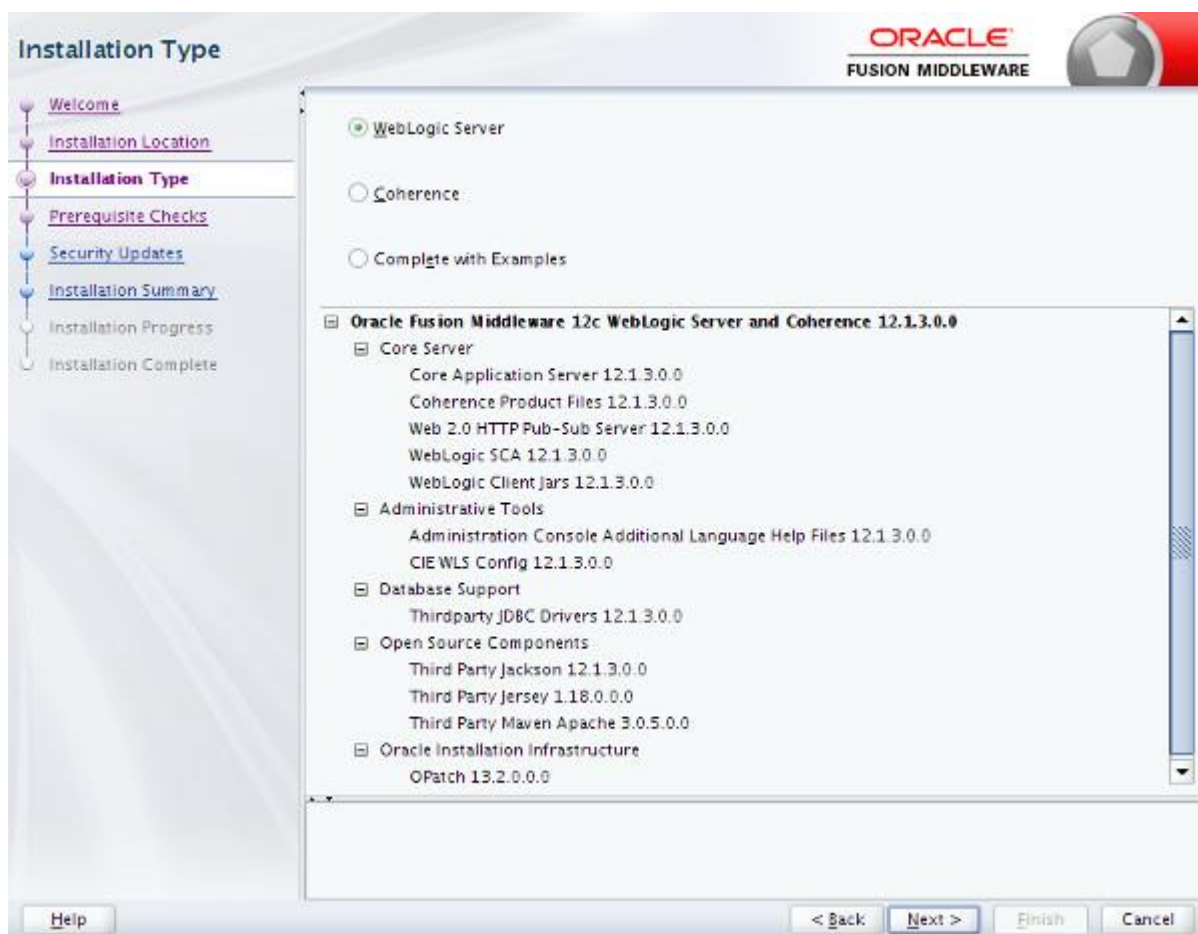 Installation Type
ORACLE
FUSION MIDDLEWARE
Welcome
Installation Location
Installation Type
Prerequisite Checks
Security Updates
Installation Summary
Installation Progress
Installation Complete
WebLogic Server
Coherence
Complete with Examples
Oracle Fusion Middleware 12c WebLogic Server and Coherence 12.1.3.0.0
Core Server
Core Application Server 12.1.3.0.0
Coherence Product Files 12.1.3.0.0
Web 2.0 HTTP Pub-Sub Server 12.1.3.0.0
WebLogic SCA 12.1.3.0.0
WebLogic Client Jars 12.1.3.0.0
Administrative Tools
Administration Console Additional Language Help Files 12.1.3.0.0
CIE WLS Config 12.1.3.0.0
Database Support
Thirdparty JDBC Drivers 12.1.3.0.0
Open Source Components
Third Party Jackson 12.1.3.0.0
Third Party Jersey 1.18.0.0.0
Third Party Maven Apache 3.0.5.0.0
Oracle Installation Infrastructure
OPatch 13.2.0.0.0
Help
< Back
Next >
Finish
Cancel